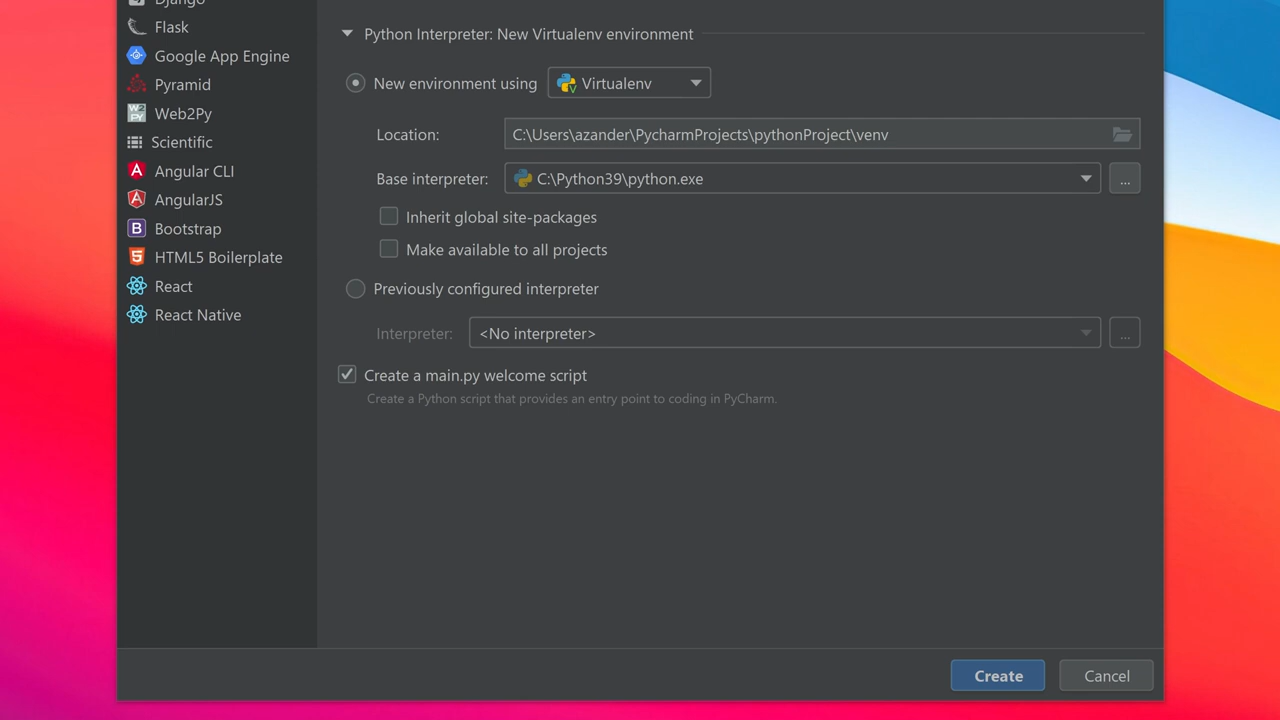 Django
Flask
Google App Engine
Pyramid
Web2Py
Scientific
Angular CLI
AngularJS
Bootstrap
HTML5 Boilerplate
React
React Native
Python Interpreter: New Virtualenv environment
New environment using Virtualenv
Location: C:\Users\azander\PycharmProjects\pythonProject\venv
Base interpreter: C:\Python39\python.exe ...
Inherit global site-packages
Make available to all projects
Previously configured interpreter
Interpreter: <No interpreter> ...
Create a main.py welcome script
Create a Python script that provides an entry point to coding in PyCharm.
Create Cancel